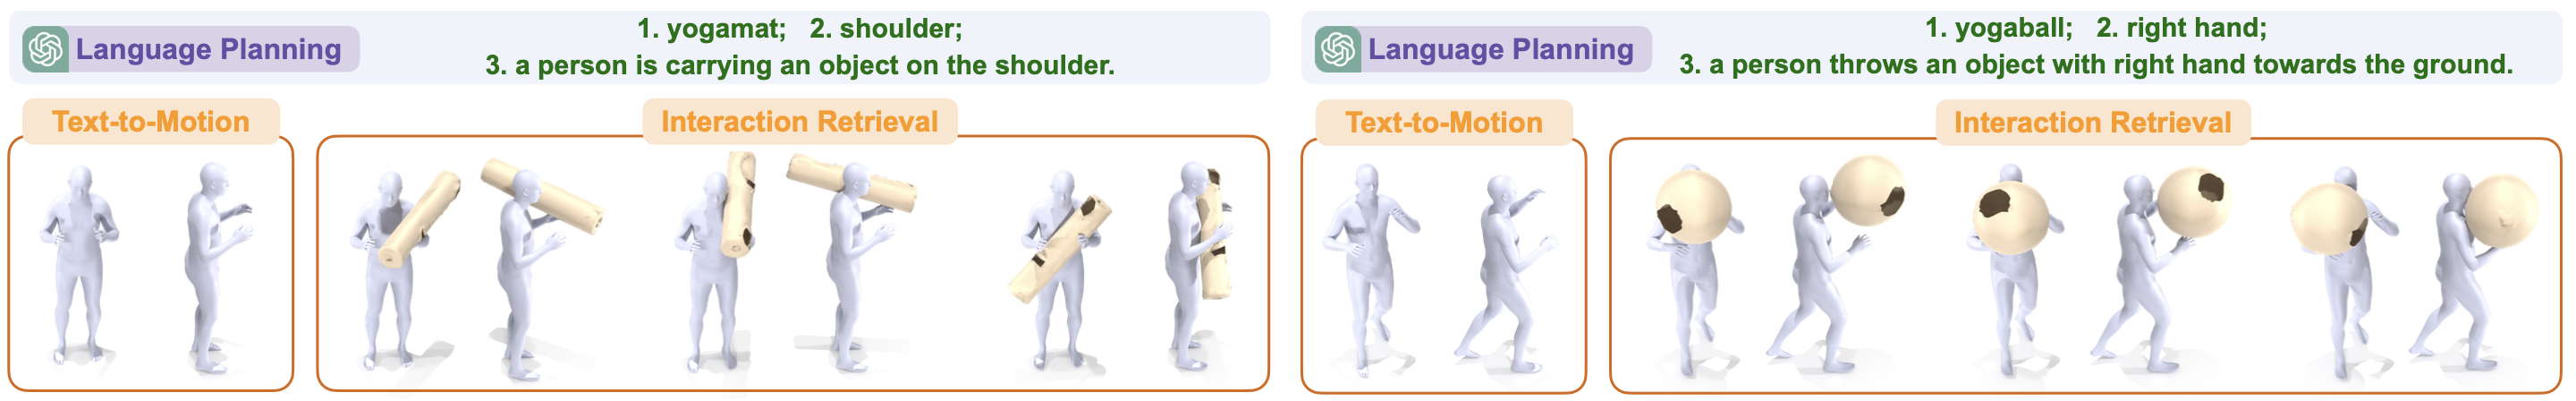 Language Planning
1. yogamat; 2. shoulder;
3. a person is carrying an object on the shoulder.
Text-to-Motion
Interaction Retrieval
Language Planning
1. yogaball; 2. right hand;
3. a person throws an object with right hand towards the ground.
Text-to-Motion
Interaction Retrieval